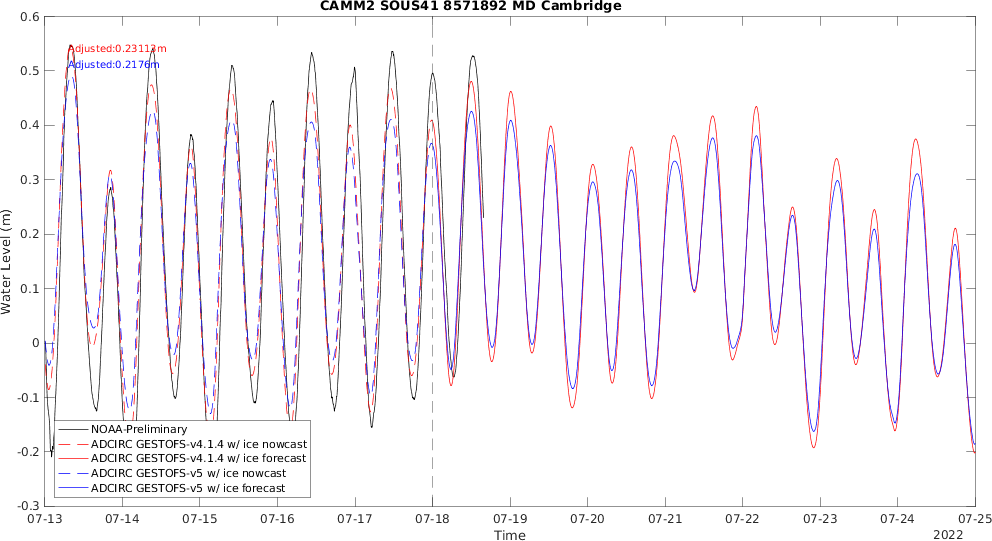 CAMM2 SOUS41 8571892 MD Cambridge
0.6
Adjusted:0.23113m
Adjusted:0.2176m
0.5
0.4
0.3
0.2
0.1
0
-0.1
-0.2
-0.3
Water Level (m)
NOAA-Preliminary
ADCIRC GESTOFS-v4.1.4 w/ ice nowcast
ADCIRC GESTOFS-v4.1.4 w/ ice forecast
ADCIRC GESTOFS-v5 w/ ice nowcast
ADCIRC GESTOFS-v5 w/ ice forecast
07-13 07-14 07-15 07-16 07-17 07-18 07-19 07-20 07-21 07-22 07-23 07-24 07-25
Time
2022